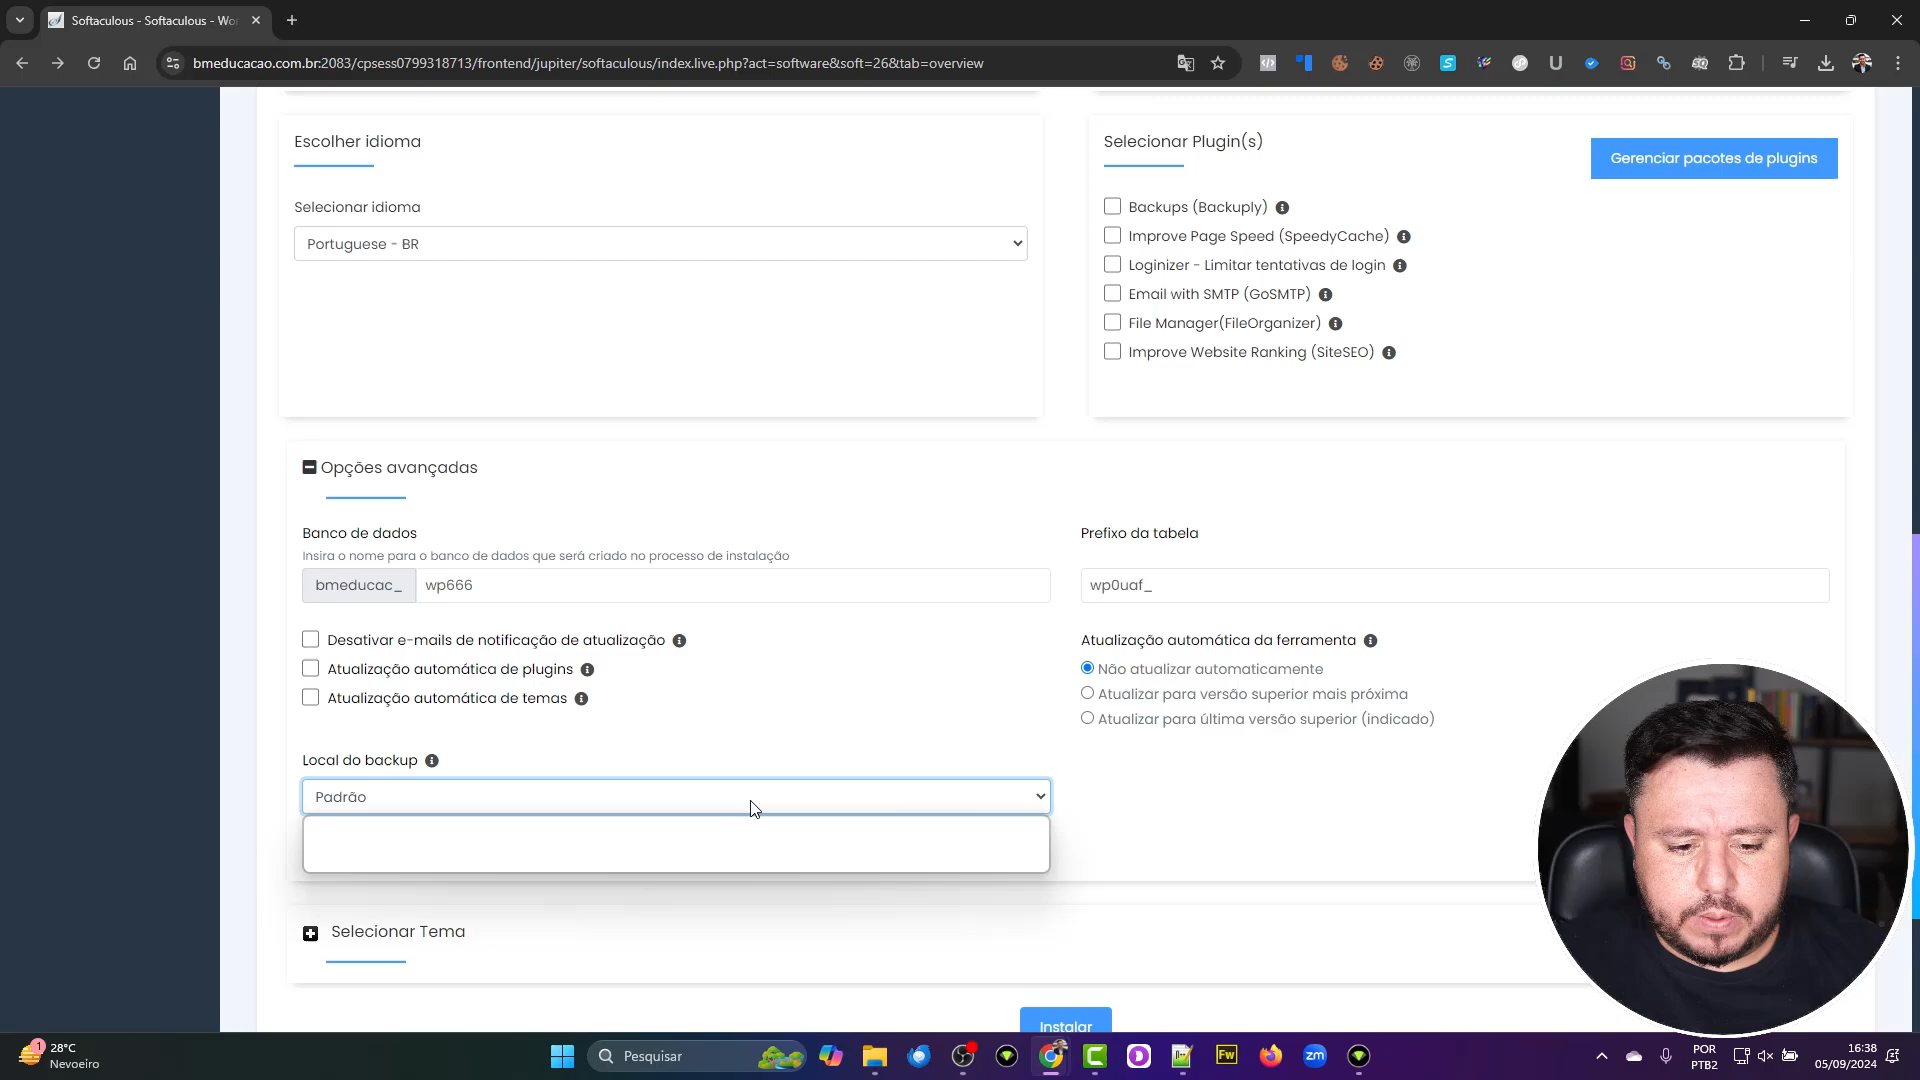 Softaculous - Softaculous - Wo
bmeducacao.com.br:2083/cpsess0799318713/frontend/jupiter/softaculous/index.live.php?act=software&soft=26&tab=overview
Escolher idioma
Selecionar idioma
Portuguese - BR
Selecionar Plugin(s)
Gerenciar pacotes de plugins
Backups (Backuply)
Improve Page Speed (SpeedyCache)
Loginizer - Limitar tentativas de login
Email with SMTP (GoSMTP)
File Manager(FileOrganizer)
Improve Website Ranking (SiteSEO)
Opções avançadas
Banco de dados
Insira o nome para o banco de dados que será criado no processo de instalação
bmeducac_ wp666
Prefixo da tabela
wp0uaf_
Desativar e-mails de notificação de atualização
Atualização automática de plugins
Atualização automática de temas
Atualização automática da ferramenta
Não atualizar automaticamente
Atualizar para versão superior mais próxima
Atualizar para última versão superior (indicado)
Local do backup
Padrão
Selecionar Tema
Instalar
1
28°C
Nevoeiro
Pesquisar
Fw
zm
POR
PTB2
16:38
05/09/2024